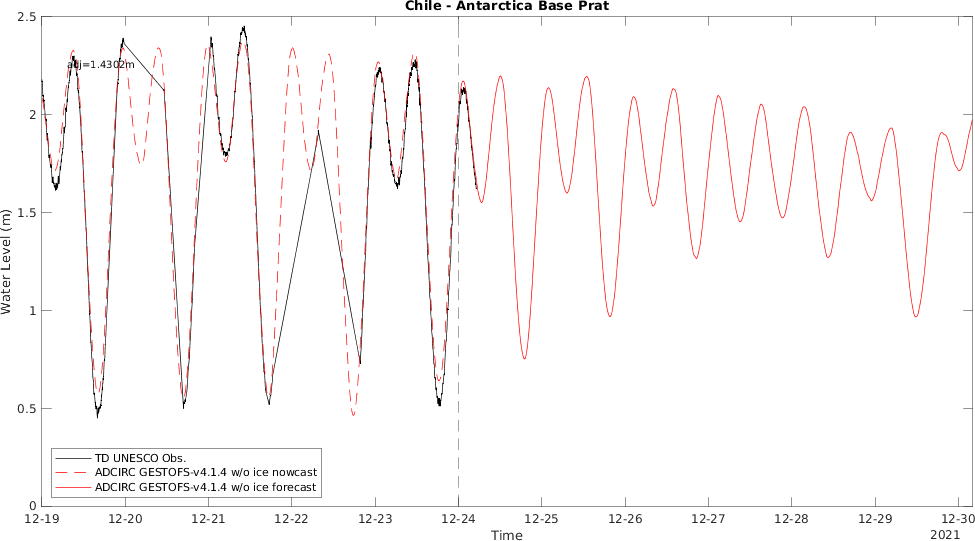 Chile - Antarctica Base Prat
2.5
adj=1.4302m
2
1.5
1
0.5
0
Water Level (m)
TD UNESCO Obs.
ADCIRC GESTOFS-v4.1.4 w/o ice nowcast
ADCIRC GESTOFS-v4.1.4 w/o ice forecast
12-19 12-20 12-21 12-22 12-23 12-24 12-25 12-26 12-27 12-28 12-29 12-30
Time
2021